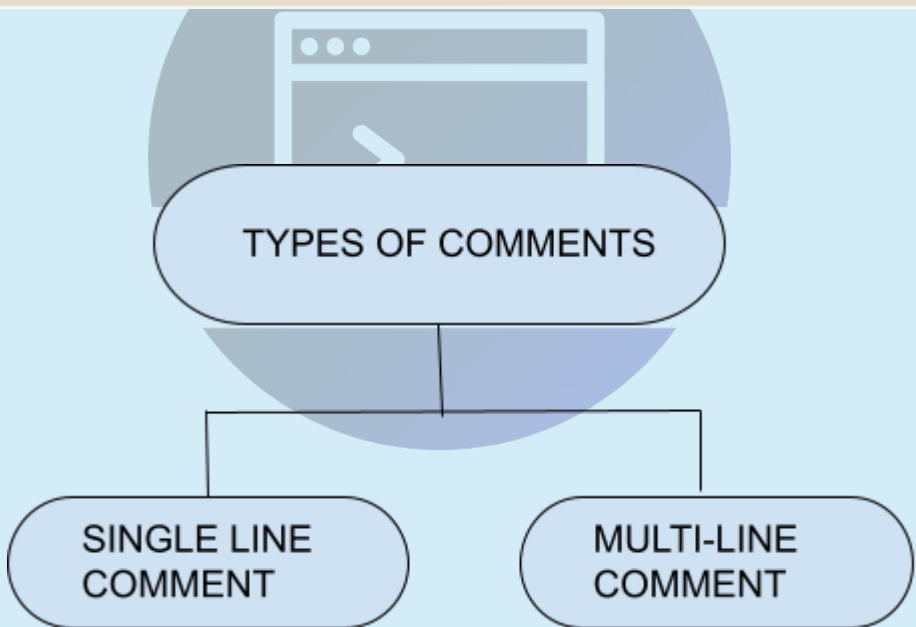 TYPES OF COMMENTS
SINGLE LINE
COMMENT
MULTI-LINE
COMMENT